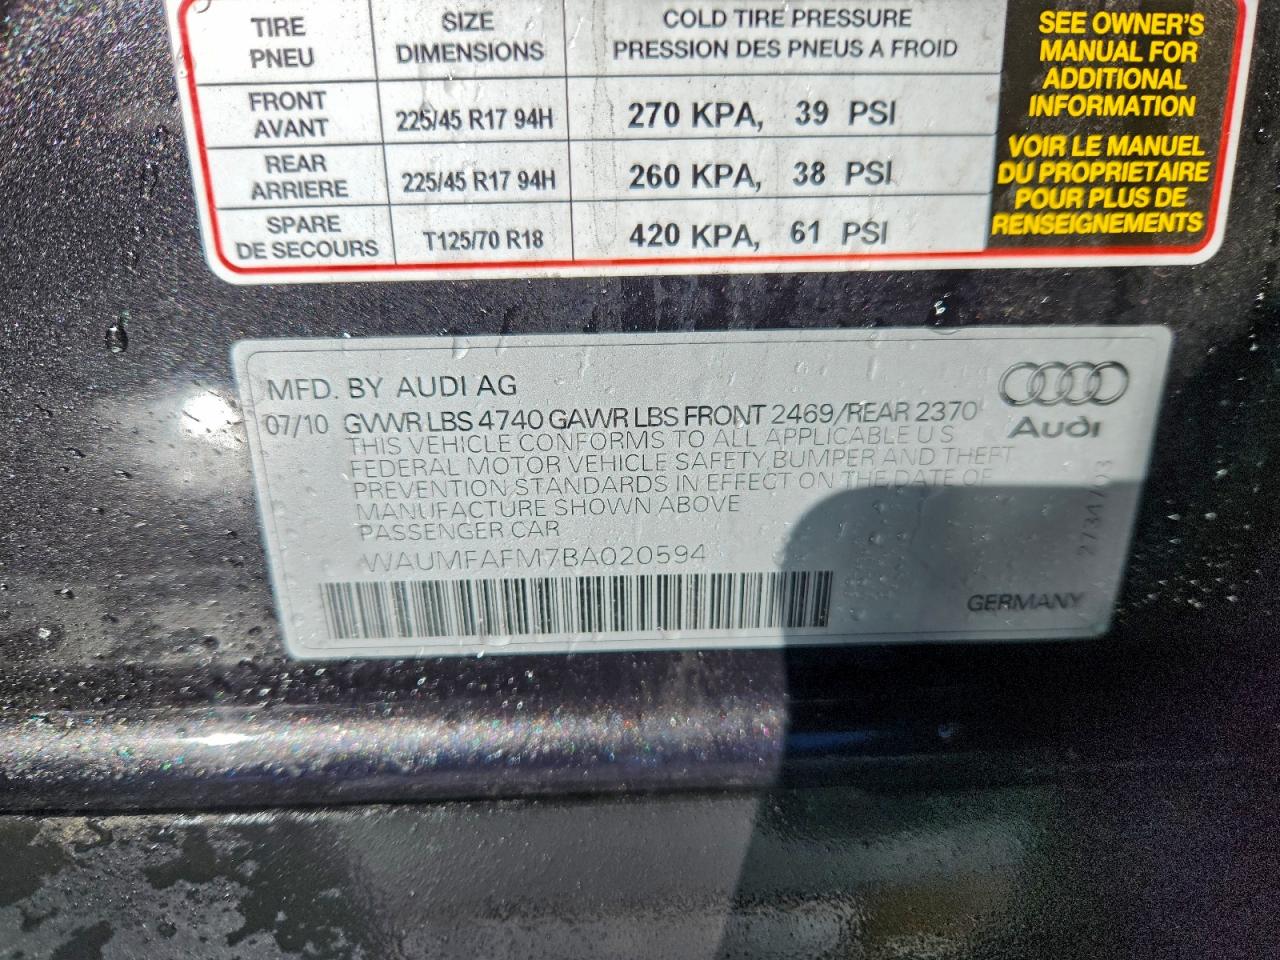 TIRE SIZE COLD TIRE PRESSURE
PNEU DIMENSIONS PRESSION DES PNEUS A FROID
FRONT
AVANT 225/45 R17 94H 270 KPA, 39 PSI
REAR
ARRIERE 225/45 R17 94H 260 KPA, 38 PSI
SPARE
DE SECOURS T125/70 R18 420 KPA, 61 PSI
SEE OWNER'S
MANUAL FOR
ADDITIONAL
INFORMATION
VOIR LE MANUEL
DU PROPRIETAIRE
POUR PLUS DE
RENSEIGNEMENTS
MFD. BY AUDI AG
07/10 GVWR LBS 4740 GAWR LBS FRONT 2469/REAR 2370
THIS VEHICLE CONFORMS TO ALL APPLICABLE U S
FEDERAL MOTOR VEHICLE SAFETY, BUMPER AND THEFT
PREVENTION STANDARDS IN EFFECT ON THE DATE OF
MANUFACTURE SHOWN ABOVE
PASSENGER CAR
WAUMFAFM7BA020594
Audi
2734703
GERMANY